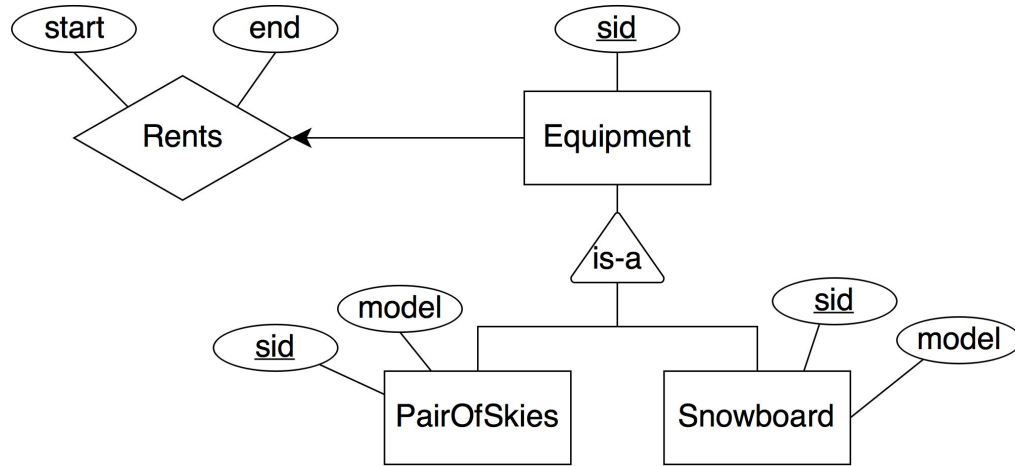 start
end
sid
Rents
Equipment
is-a
sid
model
sid
model
PairOfSkies
Snowboard